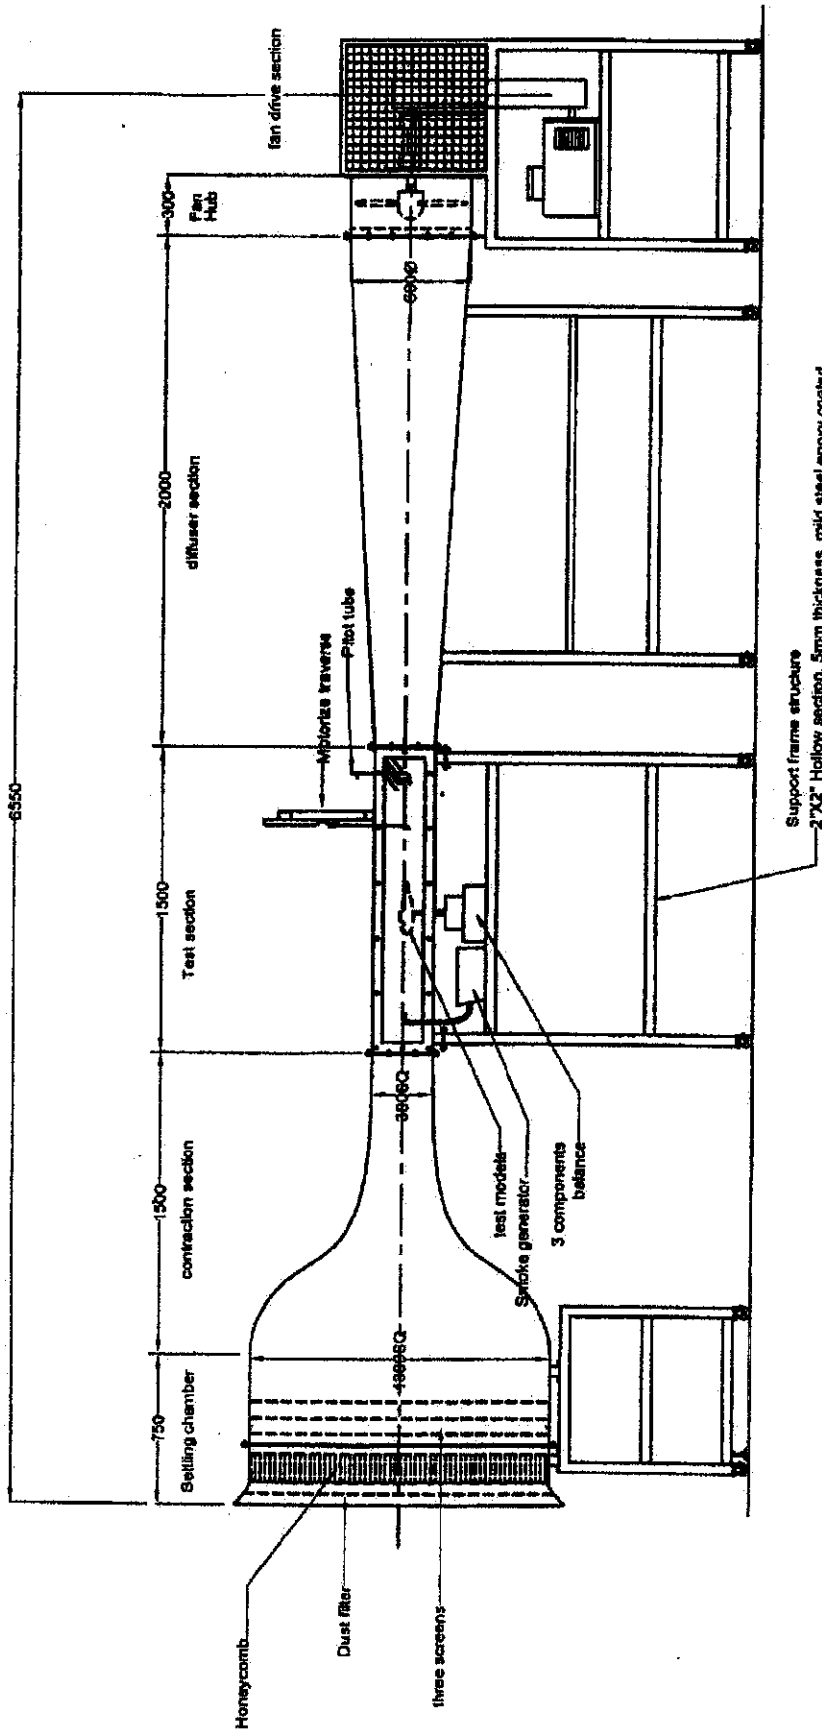 6550
750
1500
1500
2000
300
Settling chamber
contraction section
Test section
diffuser section
Fan
Hub
fan drive section
Honeycomb
Dust filter
three screens
Motorize traverse
Pitot tube
test models
Smoke generator
3 components
balance
Support frame structure
2"X2" Hollow section, 5mm thickness, mild steel epoxy coated